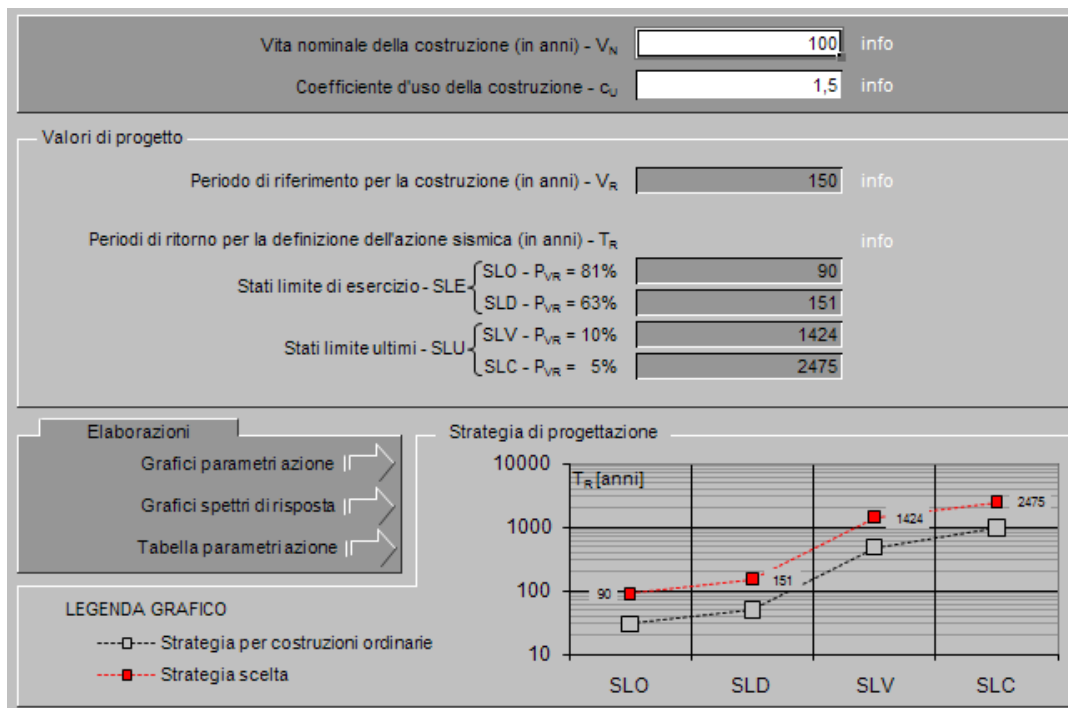 Vita nominale della costruzione (in anni) - VN 100 info
Coefficiente d'uso della costruzione - cU 1,5 info
Valori di progetto
Periodo di riferimento per la costruzione (in anni) - VR 150 info
Periodi di ritorno per la definizione dell'azione sismica (in anni) - TR info
Stati limite di esercizio - SLE
SLO - PVR = 81% 90
SLD - PVR = 63% 151
Stati limite ultimi - SLU
SLV - PVR = 10% 1424
SLC - PVR = 5% 2475
Elaborazioni
Grafici parametri azione
Grafici spettri di risposta
Tabella parametri azione
Strategia di progettazione
TR [anni]
10000
1000
100
10
90
151
1424
2475
SLO SLD SLV SLC
LEGENDA GRAFICO
Strategia per costruzioni ordinarie
Strategia scelta